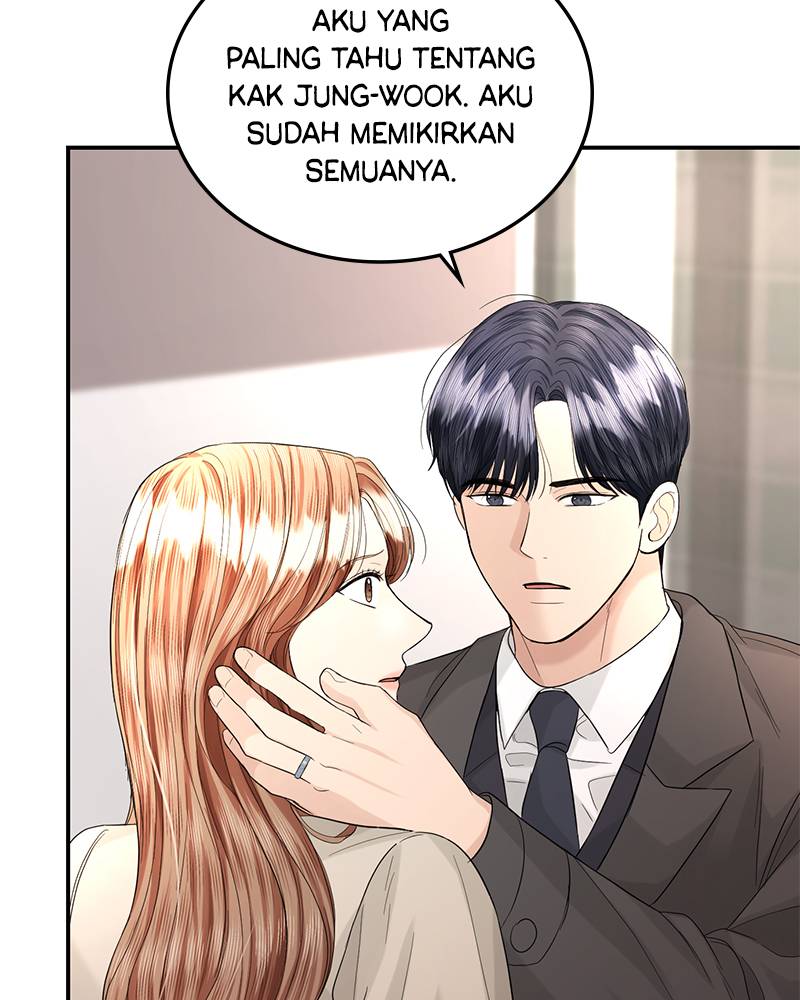 AKU YANG
PALING TAHU TENTANG
KAK JUNG-WOOK. AKU
SUDAH MEMIKIRKAN
SEMUANYA.